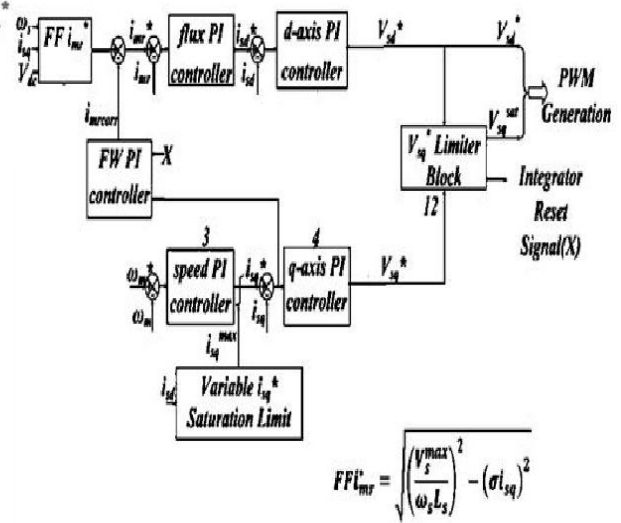 *
ω_s
i_sq
V_dc
FF i_mr*
i_mr*
i_mr
flux PI
controller
i_sd*
i_sd
d-axis PI
controller
V_sd*
V_sd*
PWM
Generation
V_sq^sat
i_mrcorr
FW PI
controller
X
V_sq* Limiter
Block
12
Integrator
Reset
Signal(X)
3
speed PI
controller
ω_m*
ω_m
i_sq*
i_sq
4
q-axis PI
controller
V_sq*
i_sq^max
i_sd
Variable i_sq*
Saturation Limit
FFi*_mr = √((V_s^max / ω_s L_s)^2 − (σi_sq)^2)